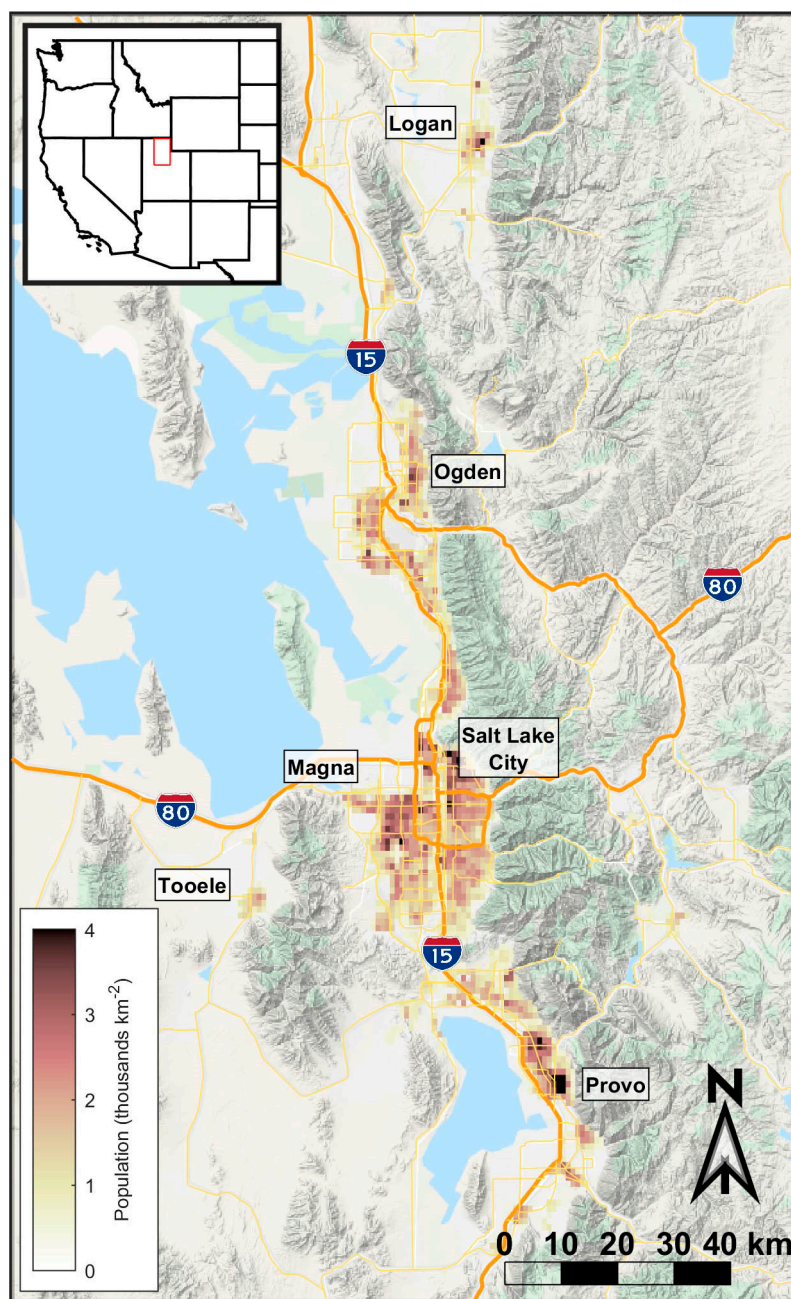 Logan
15
Ogden
80
Salt Lake
City
Magna
80
Tooele
15
4
3
2
1
0
Population (thousands km-2)
Provo
N
0 10 20 30 40 km